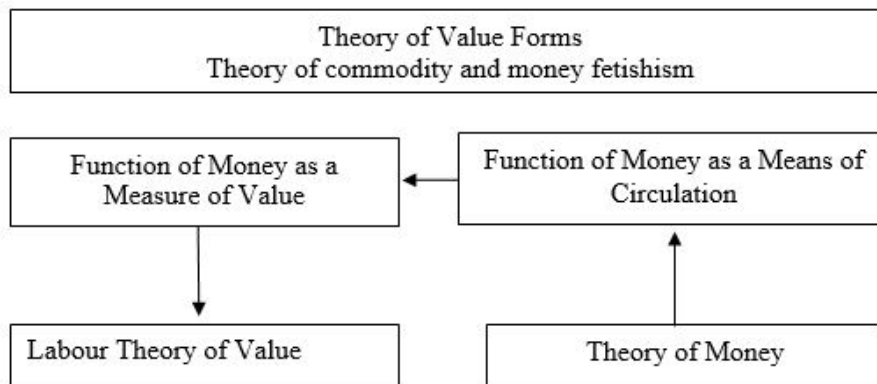 Theory of Value Forms
Theory of commodity and money fetishism
Function of Money as a
Measure of Value
Function of Money as a Means of
Circulation
Labour Theory of Value
Theory of Money